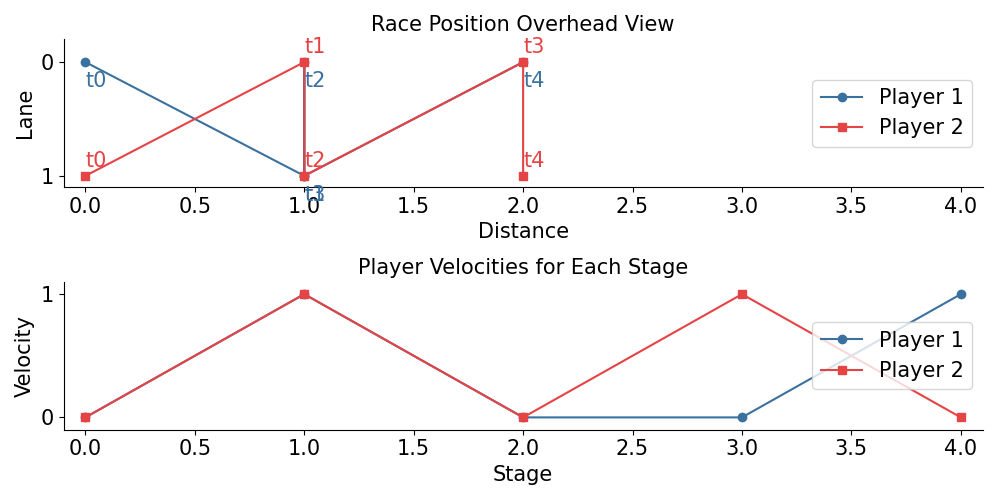 Race Position Overhead View
t1
t3
0
t0
t2
t4
Player 1
Player 2
Lane
t0
t2
t4
1
t3
0.0 0.5 1.0 1.5 2.0 2.5 3.0 3.5 4.0
Distance
Player Velocities for Each Stage
1
Velocity
Player 1
Player 2
0
0.0 0.5 1.0 1.5 2.0 2.5 3.0 3.5 4.0
Stage